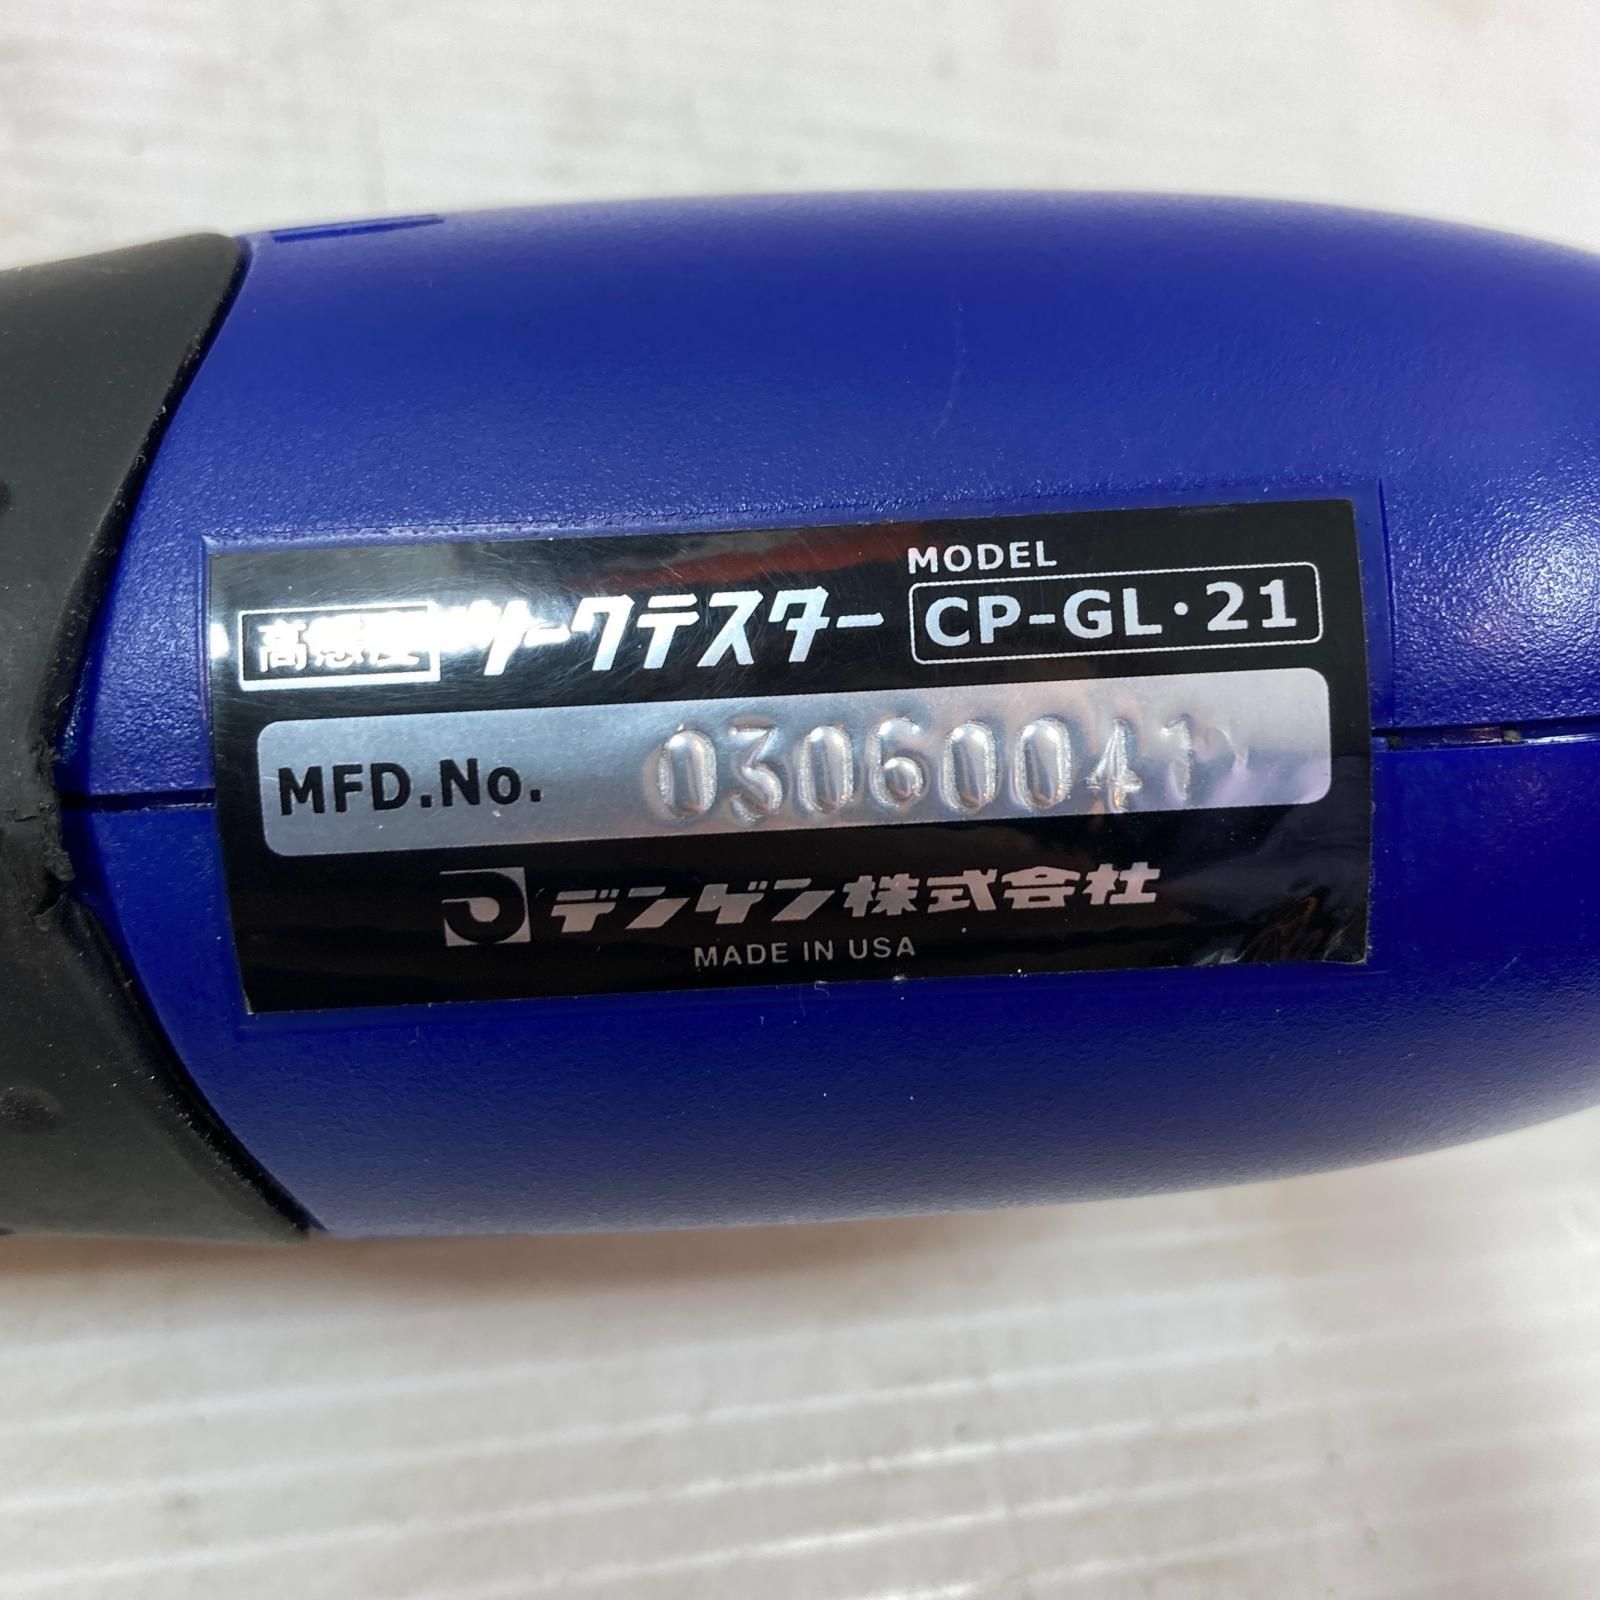 高感度 リークテスター
MODEL
CP-GL・21
MFD.No. 03060041
デンゲン株式会社
MADE IN USA